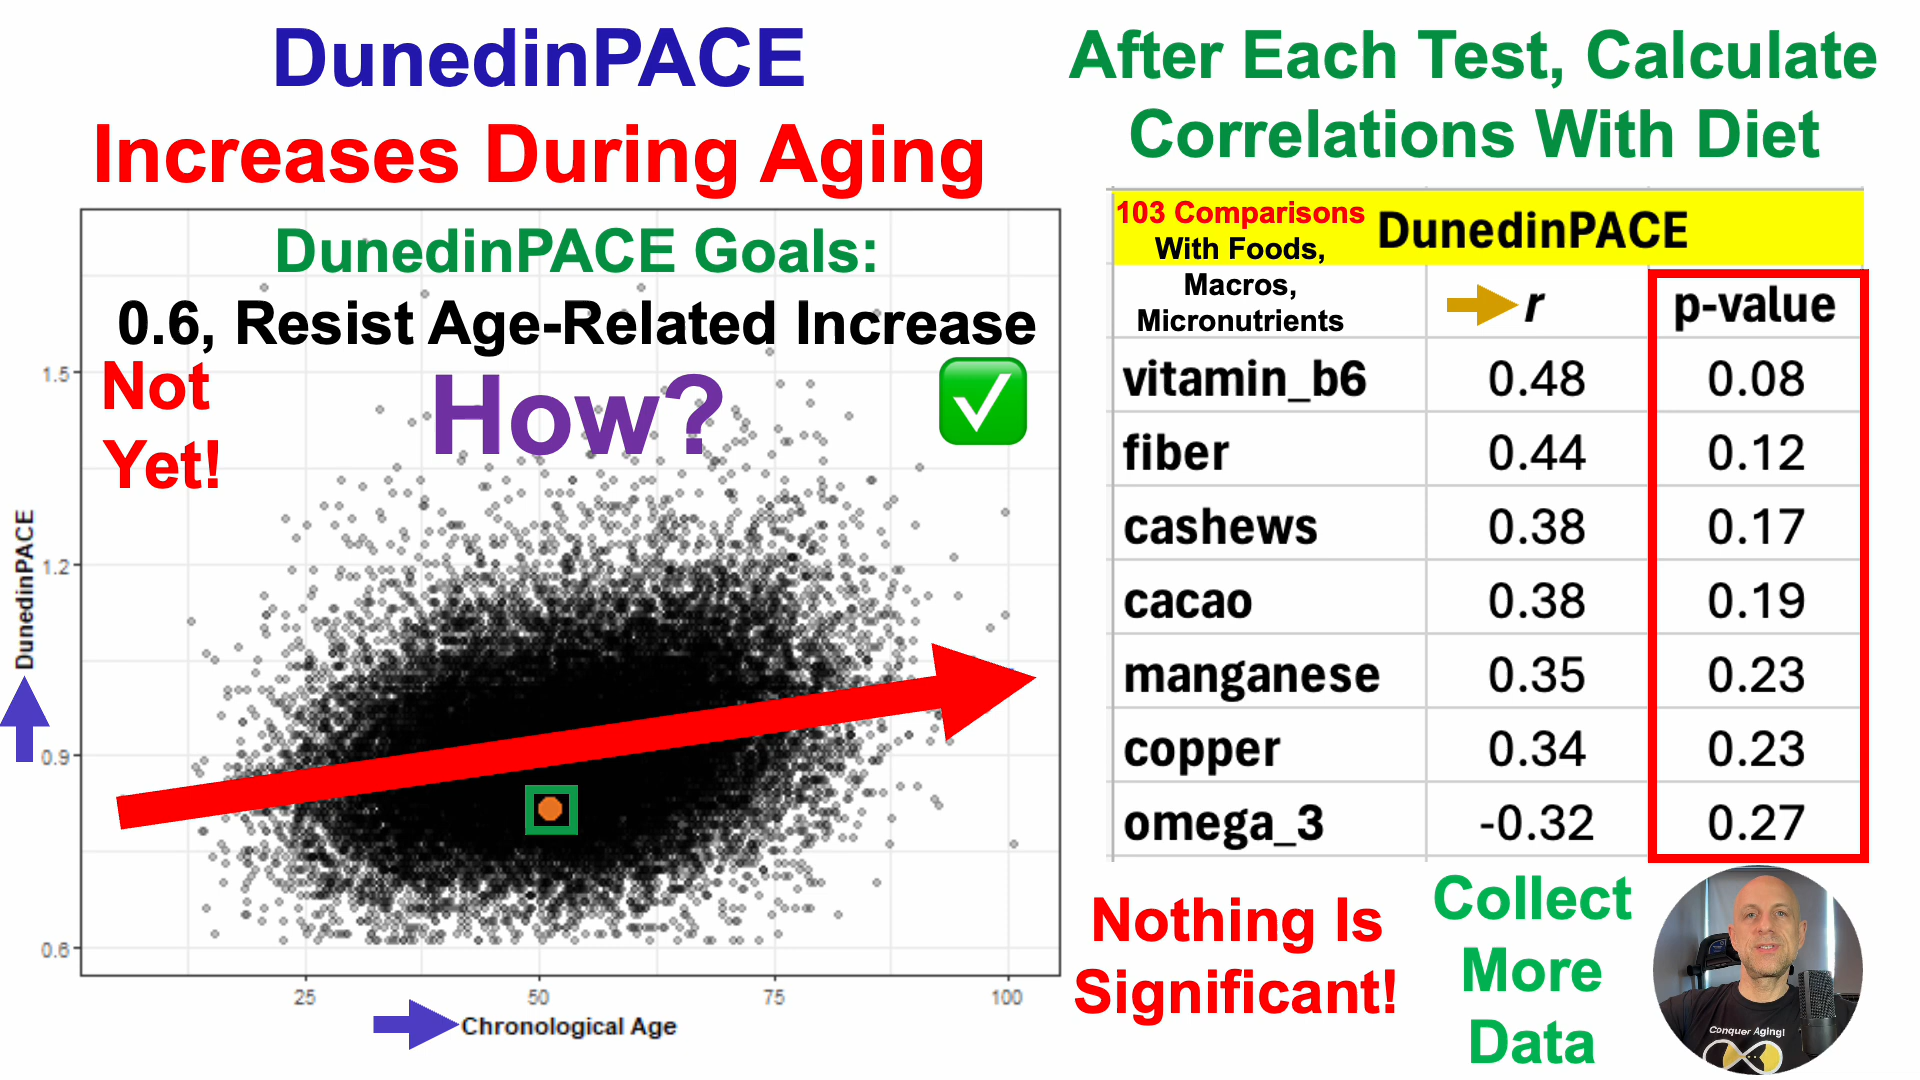 DunedinPACE
Increases During Aging
DunedinPACE Goals:
0.6, Resist Age-Related Increase
Not
Yet!
How?
1.5
1.2
0.9
0.6
DunedinPACE
25
50
75
100
Chronological Age
After Each Test, Calculate
Correlations With Diet
103 Comparisons
With Foods,
Macros,
Micronutrients
DunedinPACE
r p-value
vitamin_b6 0.48 0.08
fiber 0.44 0.12
cashews 0.38 0.17
cacao 0.38 0.19
manganese 0.35 0.23
copper 0.34 0.23
omega_3 -0.32 0.27
Nothing Is
Significant!
Collect
More
Data
Conquer Aging!